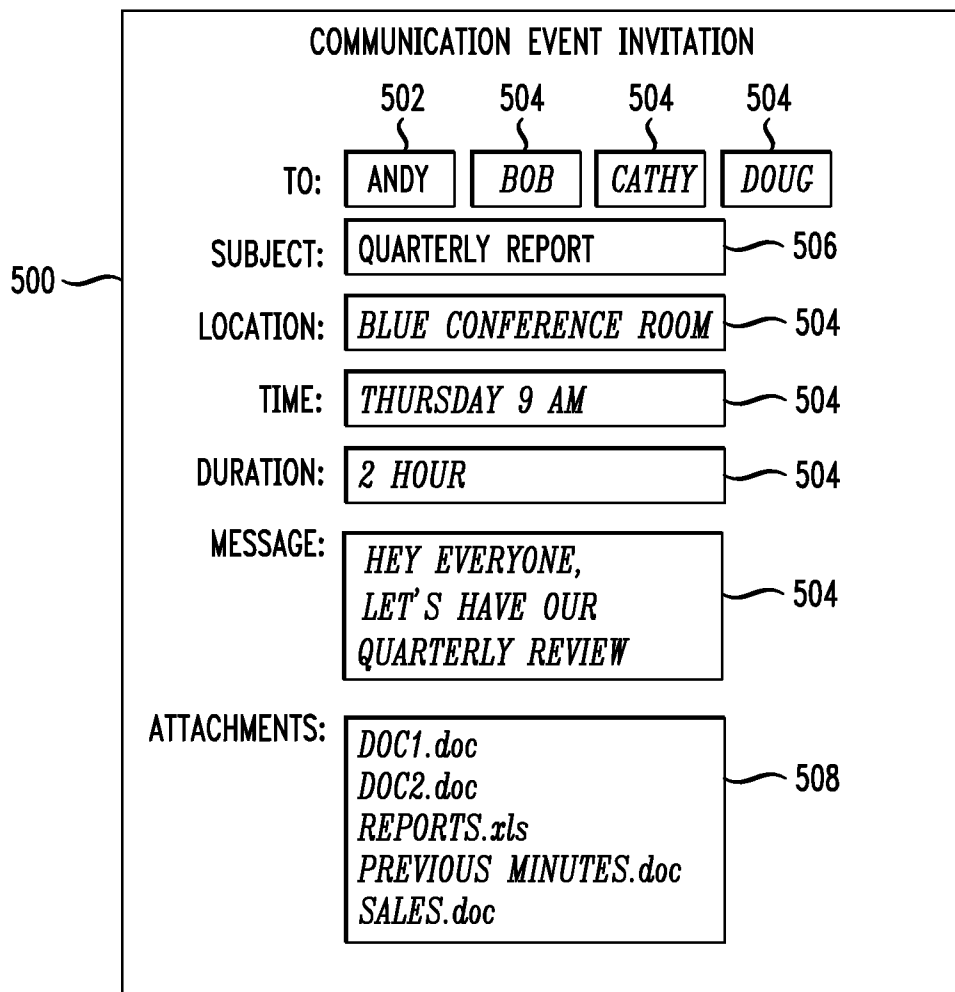 COMMUNICATION EVENT INVITATION
502 504 504 504
TO: ANDY BOB CATHY DOUG
SUBJECT: QUARTERLY REPORT 506
500
LOCATION: BLUE CONFERENCE ROOM 504
TIME: THURSDAY 9 AM 504
DURATION: 2 HOUR 504
MESSAGE: HEY EVERYONE,
LET'S HAVE OUR 504
QUARTERLY REVIEW
ATTACHMENTS: DOC1.doc
DOC2.doc 508
REPORTS.xls
PREVIOUS MINUTES.doc
SALES.doc